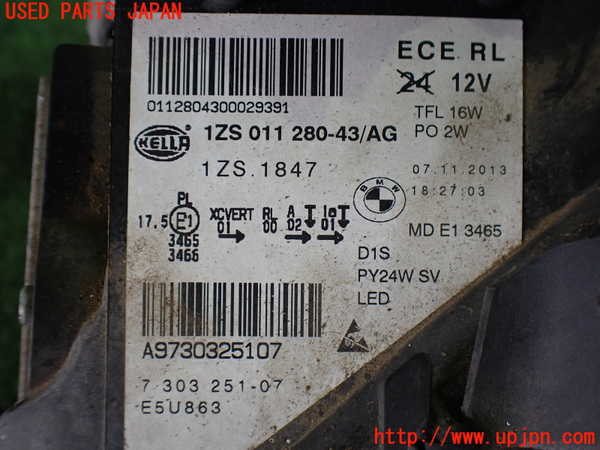 USED PARTS JAPAN
ECE RL
24 12V
0112804300029391
TFL 16W
HELLA
1ZS 011 280-43/AG
PO 2W
1ZS.1847
07.11.2013
18:27:03
BMW
PL
17.5 E1
XCVERT RL A Ie
01 00 02 01
3465
3466
MD E1 3465
D1S
PY24W SV
LED
A9730325107
7 303 251-07
E5U863
http://www.upjpn.com/